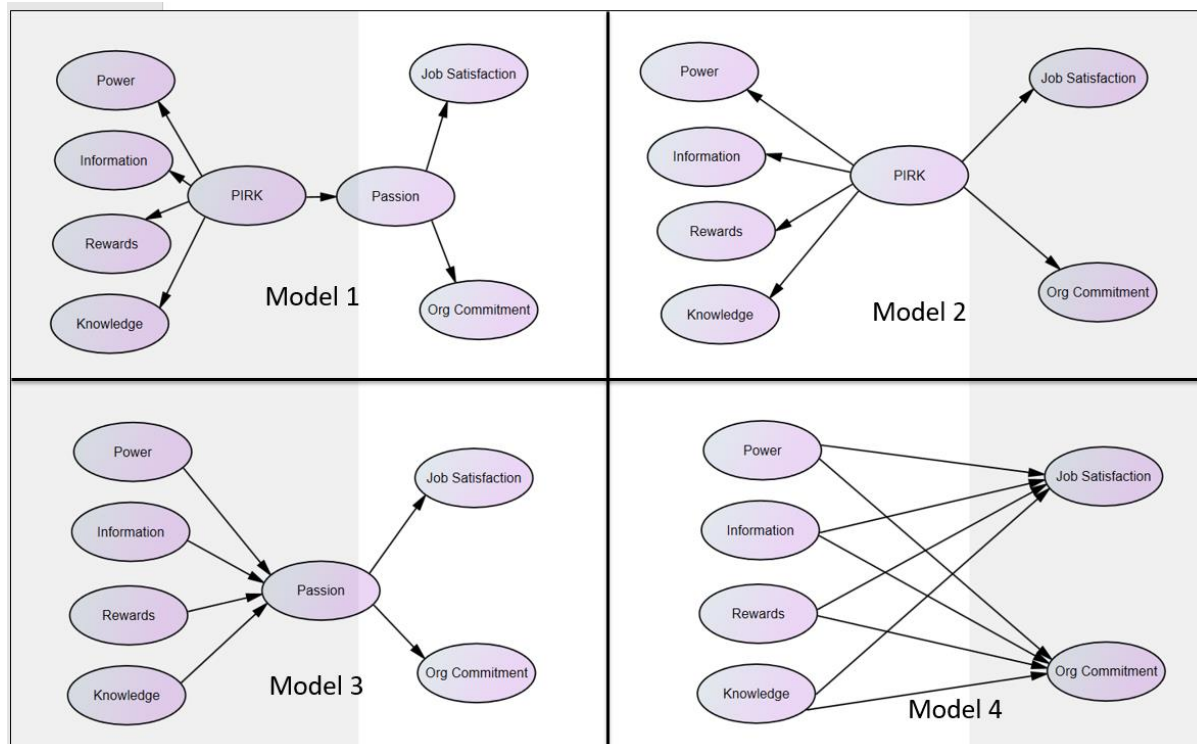 Power
Information
Rewards
Knowledge
PIRK
Passion
Job Satisfaction
Org Commitment
Model 1
Power
Information
Rewards
Knowledge
PIRK
Job Satisfaction
Org Commitment
Model 2
Power
Information
Rewards
Knowledge
Passion
Job Satisfaction
Org Commitment
Model 3
Power
Information
Rewards
Knowledge
Job Satisfaction
Org Commitment
Model 4